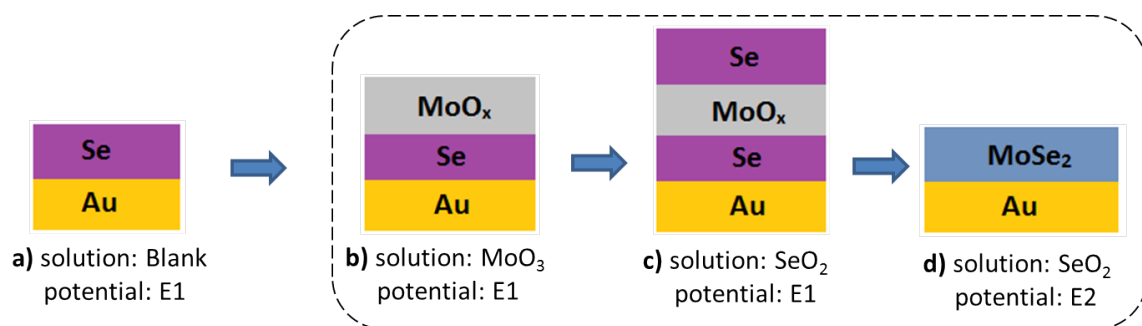 Se
Au
a) solution: Blank
potential: E1
MoOₓ
Se
Au
b) solution: MoO₃
potential: E1
Se
MoOₓ
Se
Au
c) solution: SeO₂
potential: E1
MoSe₂
Au
d) solution: SeO₂
potential: E2